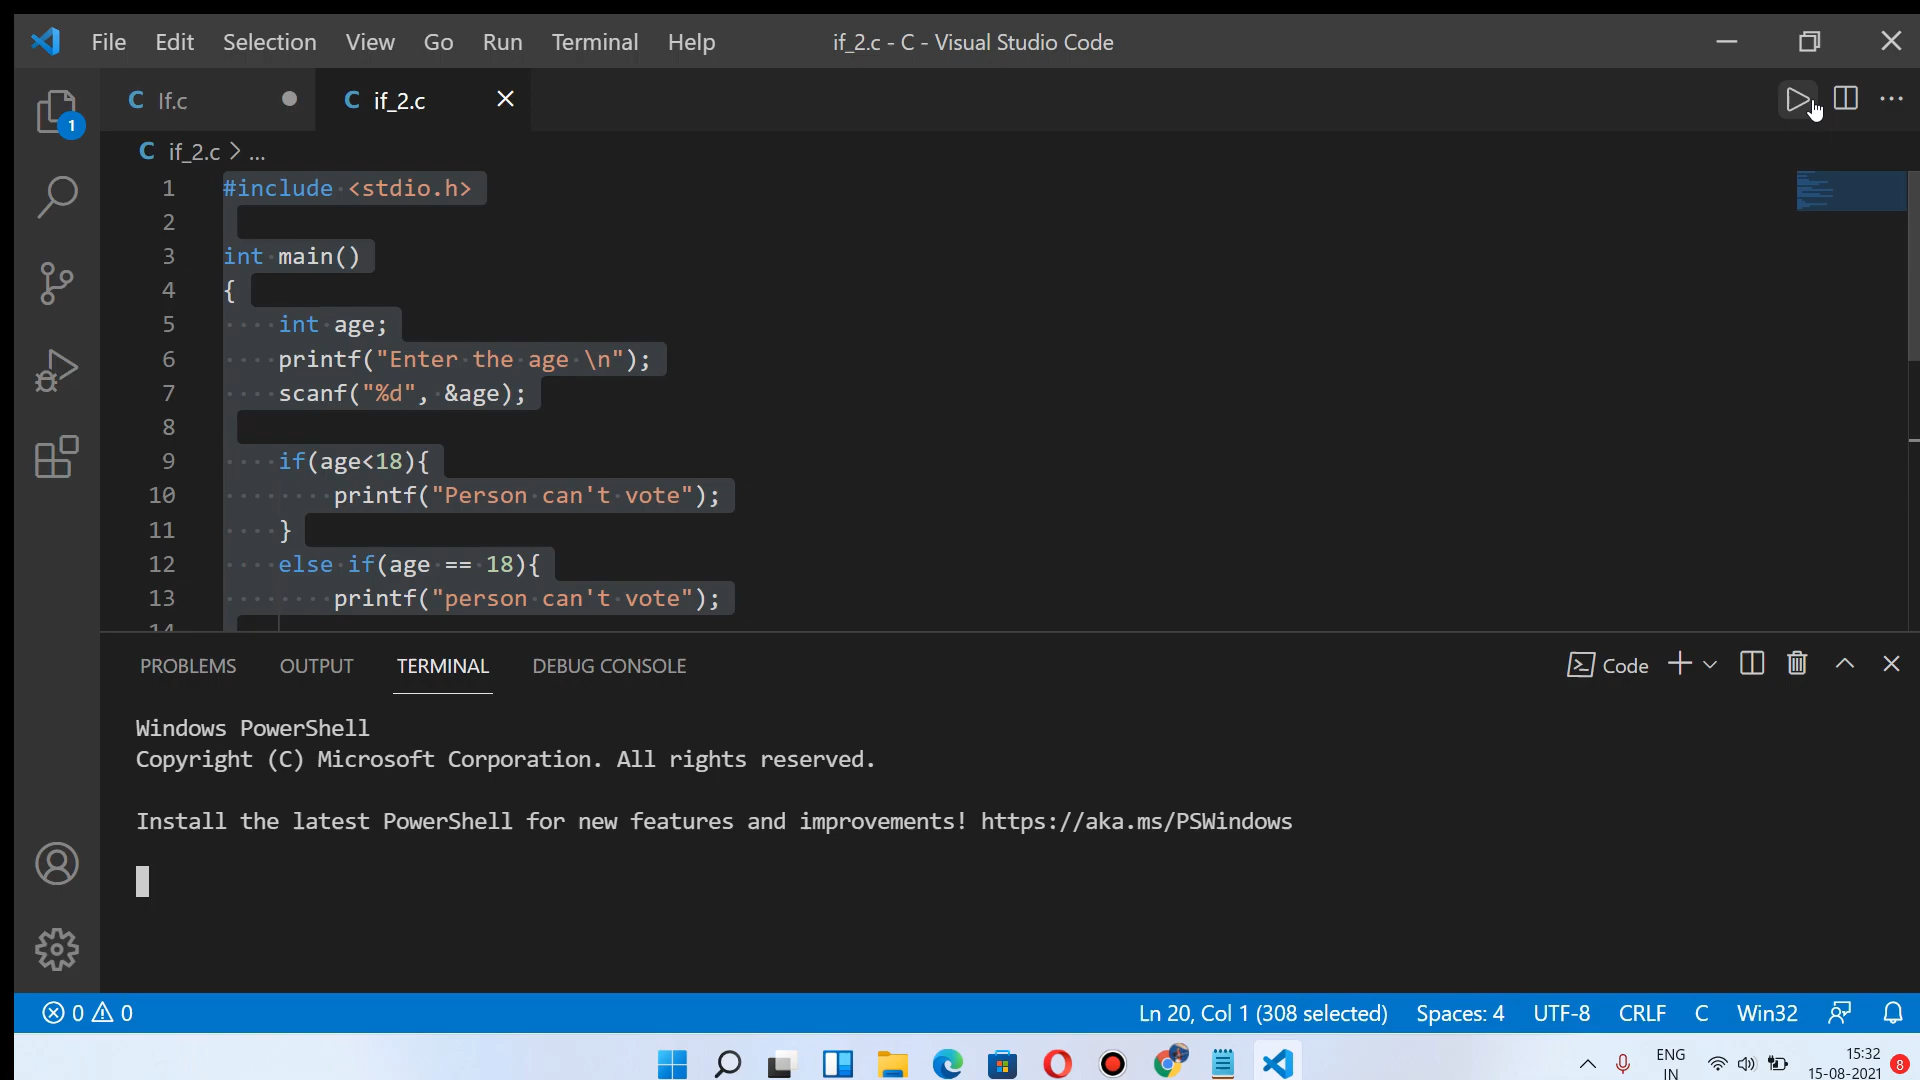 File Edit Selection View Go Run Terminal Help if_2.c - C - Visual Studio Code
C If.c C if_2.c
1
C if_2.c > ...
1 #include <stdio.h>
2
3 int main()
4 {
5 int age;
6 printf("Enter the age \n");
7 scanf("%d", &age);
8
9 if(age<18){
10 printf("Person can't vote");
11 }
12 else if(age == 18){
13 printf("person can't vote");
14
PROBLEMS OUTPUT TERMINAL DEBUG CONSOLE Code
Windows PowerShell
Copyright (C) Microsoft Corporation. All rights reserved.
Install the latest PowerShell for new features and improvements! https://aka.ms/PSWindows
0 0 Ln 20, Col 1 (308 selected) Spaces: 4 UTF-8 CRLF C Win32
ENG 15:32
IN 15-08-2021 8